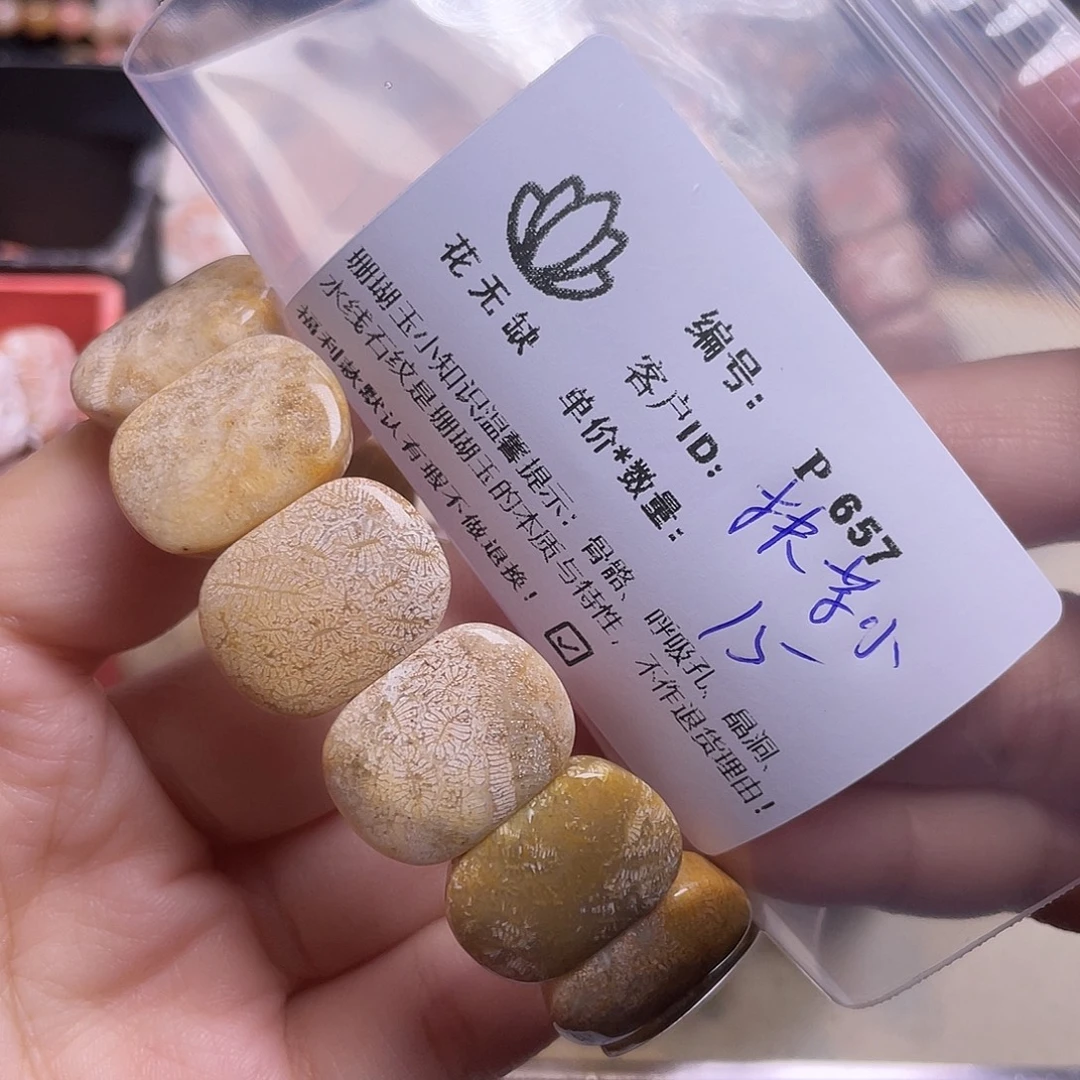 花无缺
编号: P657
客户ID:
单价*数量:
珊瑚玉小知识温馨提示: 骨骼、呼吸孔、晶洞、
水线石纹是珊瑚玉的本质与特性, 不作退货理由!
福利款默认有瑕不做退换! ☑